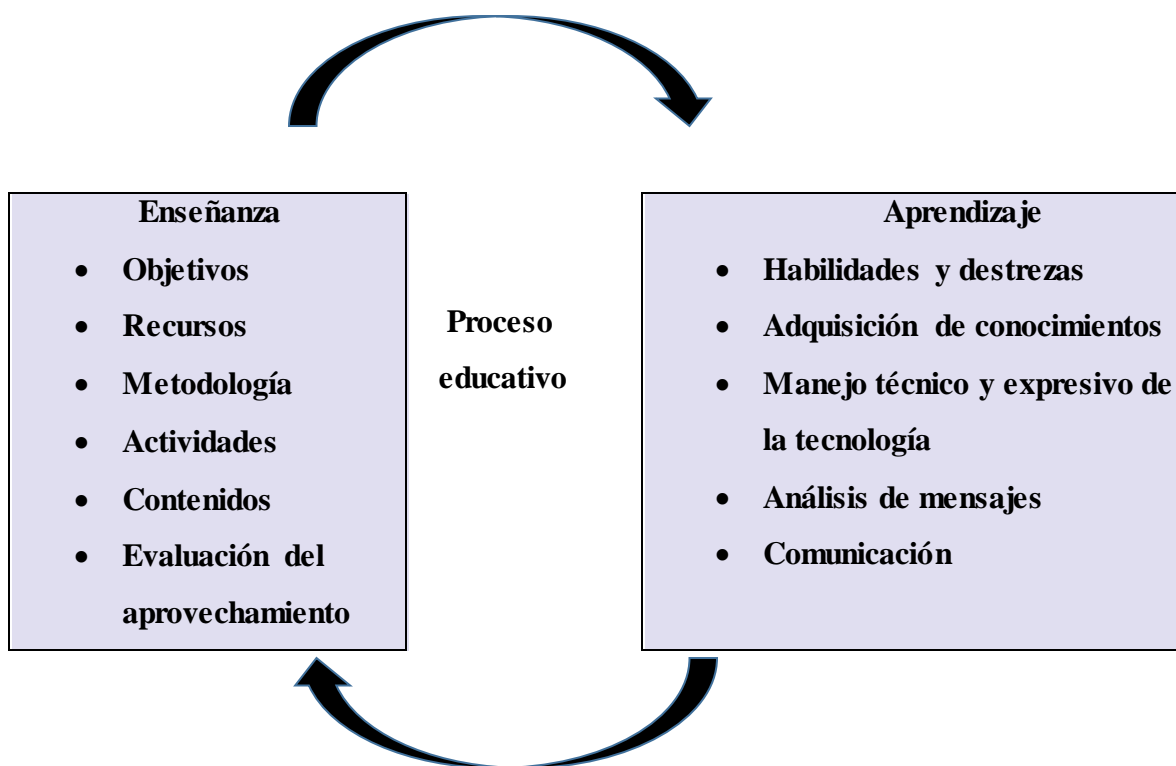 Enseñanza
• Objetivos
• Recursos
• Metodología
• Actividades
• Contenidos
• Evaluación del
aprovechamiento
Proceso
educativo
Aprendizaje
• Habilidades y destrezas
• Adquisición de conocimientos
• Manejo técnico y expresivo de
la tecnología
• Análisis de mensajes
• Comunicación